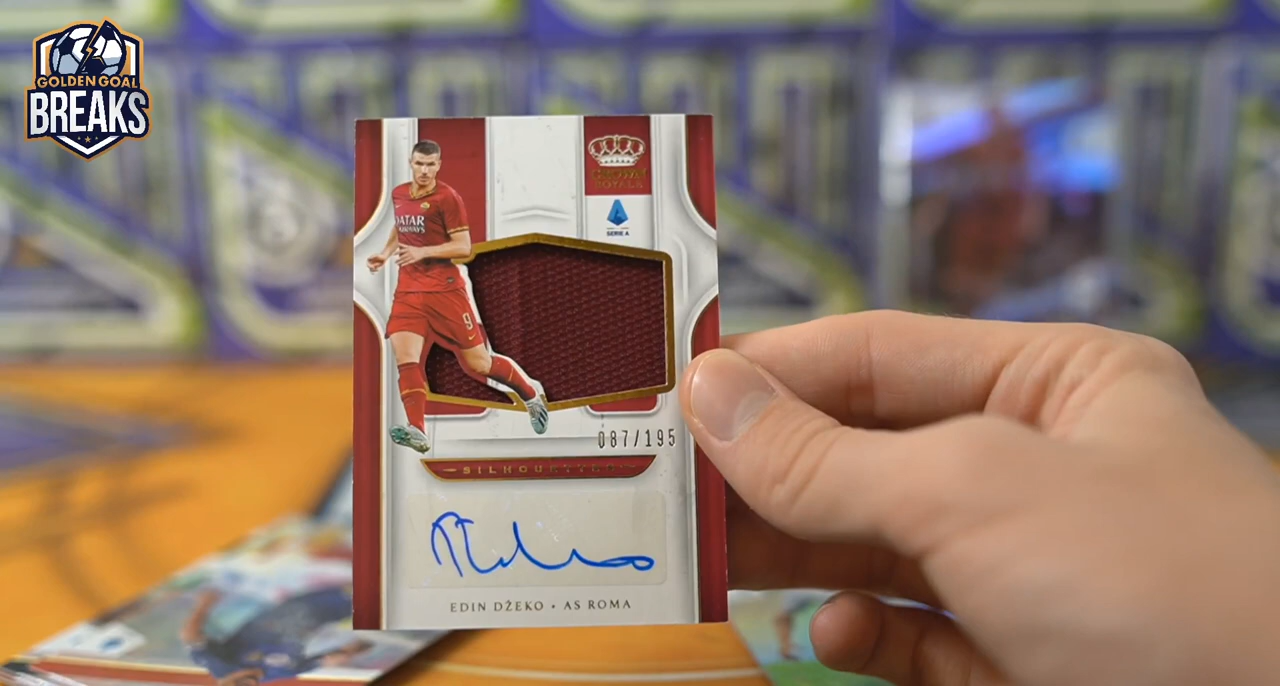 GOLDEN GOAL
BREAKS
CROWN
ROYALE
SERIE A
QATAR
AIRWAYS
9
087/195
SILHOUETTES
EDIN DŽEKO • AS ROMA